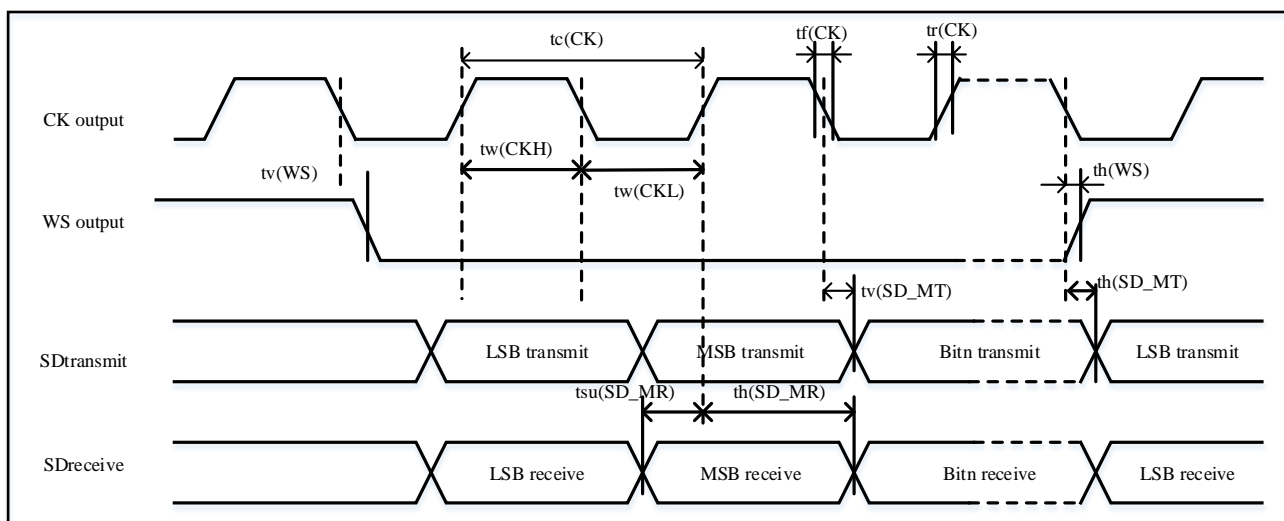 tc(CK)
tf(CK)
tr(CK)
CK output
tw(CKH)
tv(WS)
tw(CKL)
th(WS)
WS output
tv(SD_MT)
th(SD_MT)
SDtransmit
LSB transmit
MSB transmit
Bitn transmit
LSB transmit
tsu(SD_MR)
th(SD_MR)
SDreceive
LSB receive
MSB receive
Bitn receive
LSB receive